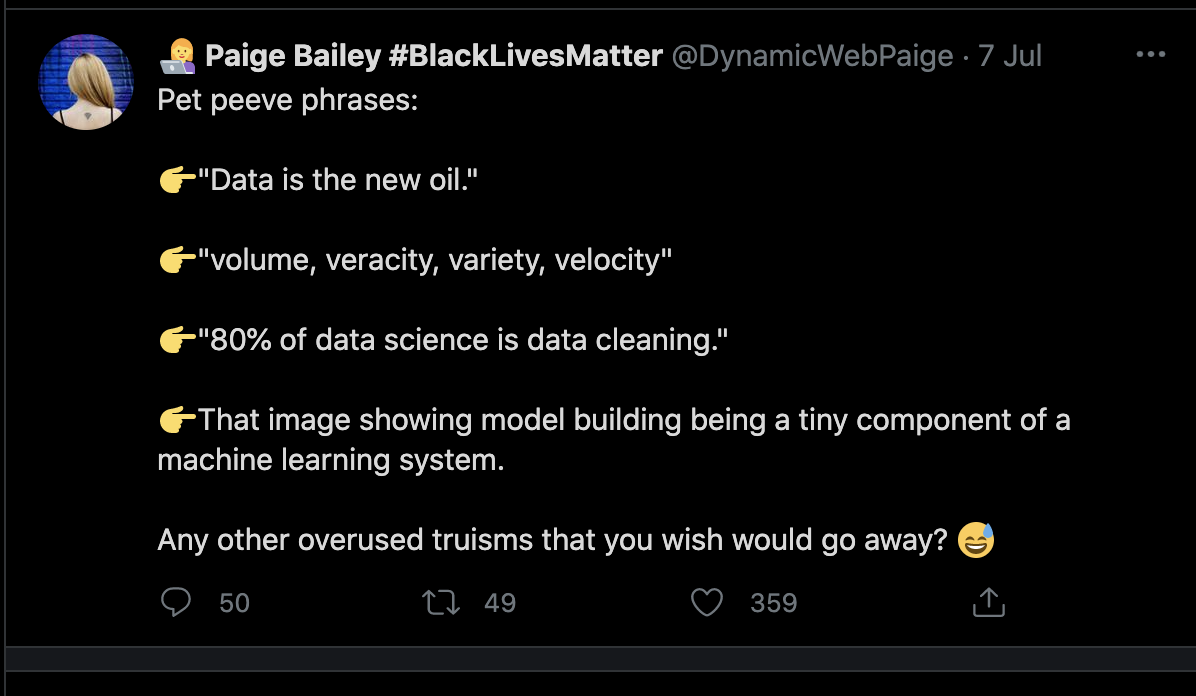 👩‍💻 Paige Bailey #BlackLivesMatter @DynamicWebPaige · 7 Jul
Pet peeve phrases:
👉"Data is the new oil."
👉"volume, veracity, variety, velocity"
👉"80% of data science is data cleaning."
👉That image showing model building being a tiny component of a
machine learning system.
Any other overused truisms that you wish would go away? 😅
50 49 359